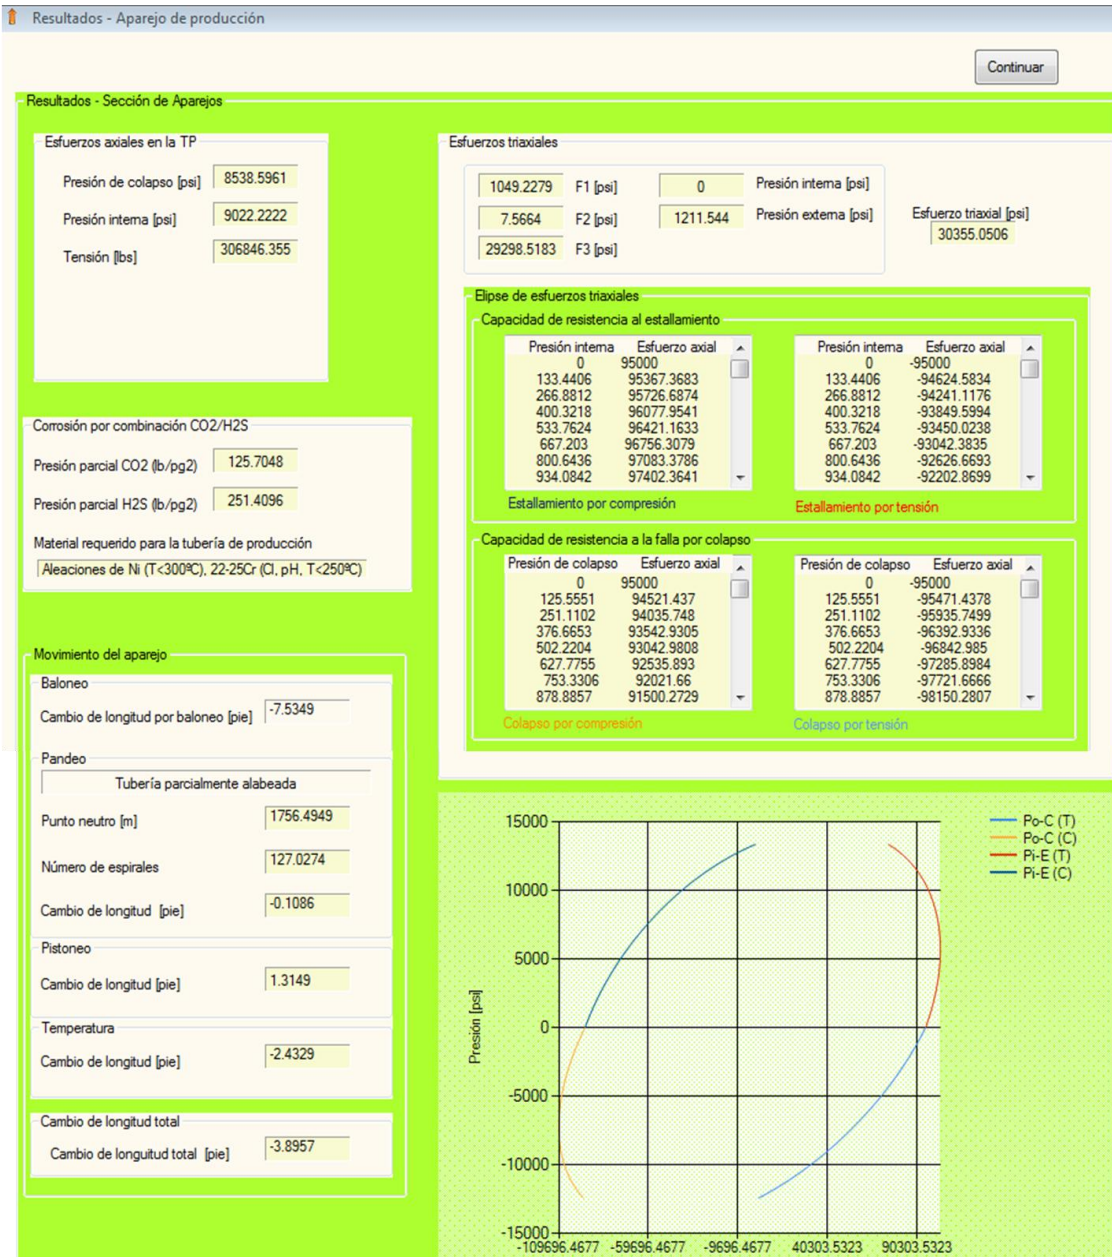 Resultados - Aparejo de producción
Continuar
Resultados - Sección de Aparejos
Esfuerzos axiales en la TP
Presión de colapso [psi] 8538.5961
Presión interna [psi] 9022.2222
Tensión [lbs] 306846.355
Corrosión por combinación CO2/H2S
Presión parcial CO2 (lb/pg2) 125.7048
Presión parcial H2S (lb/pg2) 251.4096
Material requerido para la tubería de producción
Aleaciones de Ni (T<300ºC), 22-25Cr (Cl, pH, T<250ºC)
Movimiento del aparejo
Baloneo
Cambio de longitud por baloneo [pie] -7.5349
Pandeo
Tubería parcialmente alabeada
Punto neutro [m] 1756.4949
Número de espirales 127.0274
Cambio de longitud [pie] -0.1086
Pistoneo
Cambio de longitud [pie] 1.3149
Temperatura
Cambio de longitud [pie] -2.4329
Cambio de longitud total
Cambio de longuitud total [pie] -3.8957
Esfuerzos triaxiales
1049.2279 F1 [psi] 0 Presión interna [psi]
7.5664 F2 [psi] 1211.544 Presión externa [psi]
29298.5183 F3 [psi]
Esfuerzo triaxial [psi]
30355.0506
Elipse de esfuerzos triaxiales
Capacidad de resistencia al estallamiento
Presión interna Esfuerzo axial
0 95000
133.4406 95367.3683
266.8812 95726.6874
400.3218 96077.9541
533.7624 96421.1633
667.203 96756.3079
800.6436 97083.3786
934.0842 97402.3641
Estallamiento por compresión
Presión interna Esfuerzo axial
0 -95000
133.4406 -94624.5834
266.8812 -94241.1176
400.3218 -93849.5994
533.7624 -93450.0238
667.203 -93042.3835
800.6436 -92626.6693
934.0842 -92202.8699
Estallamiento por tensión
Capacidad de resistencia a la falla por colapso
Presión de colapso Esfuerzo axial
0 95000
125.5551 94521.437
251.1102 94035.748
376.6653 93542.9305
502.2204 93042.9808
627.7755 92535.893
753.3306 92021.66
878.8857 91500.2729
Colapso por compresión
Presión de colapso Esfuerzo axial
0 -95000
125.5551 -95471.4378
251.1102 -95935.7499
376.6653 -96392.9336
502.2204 -96842.985
627.7755 -97285.8984
753.3306 -97721.6666
878.8857 -98150.2807
Colapso por tensión
Presión [psi]
15000
10000
5000
0
-5000
-10000
-15000
-109696.4677 -59696.4677 -9696.4677 40303.5323 90303.5323
Po-C (T)
Po-C (C)
Pi-E (T)
Pi-E (C)